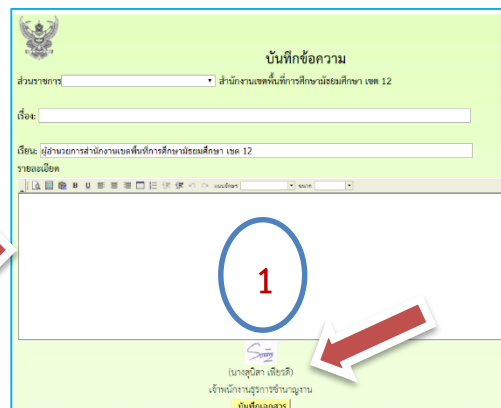 บันทึกข้อความ
ส่วนราชการ สำนักงานเขตพื้นที่การศึกษามัธยมศึกษา เขต 12
เรื่อง:
เรียน: ผู้อำนวยการสำนักงานเขตพื้นที่การศึกษามัธยมศึกษา เขต 12
รายละเอียด
แบบอักษร ขนาด
1
(นางสุนิลา เพียรสี)
เจ้าพนักงานธุรการชำนาญงาน
บันทึกเอกสาร